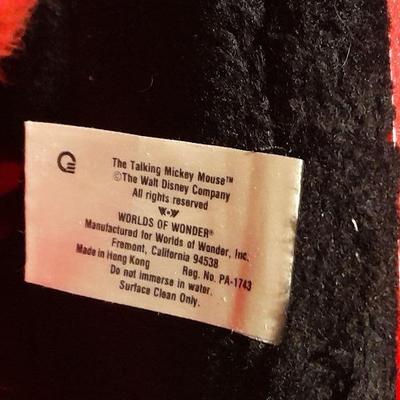 The Talking Mickey Mouse™
©The Walt Disney Company
All rights reserved
WORLDS OF WONDER®
Manufactured for Worlds of Wonder, Inc.
Fremont, California 94538
Made in Hong Kong Reg. No. PA-1743
Do not immerse in water.
Surface Clean Only.